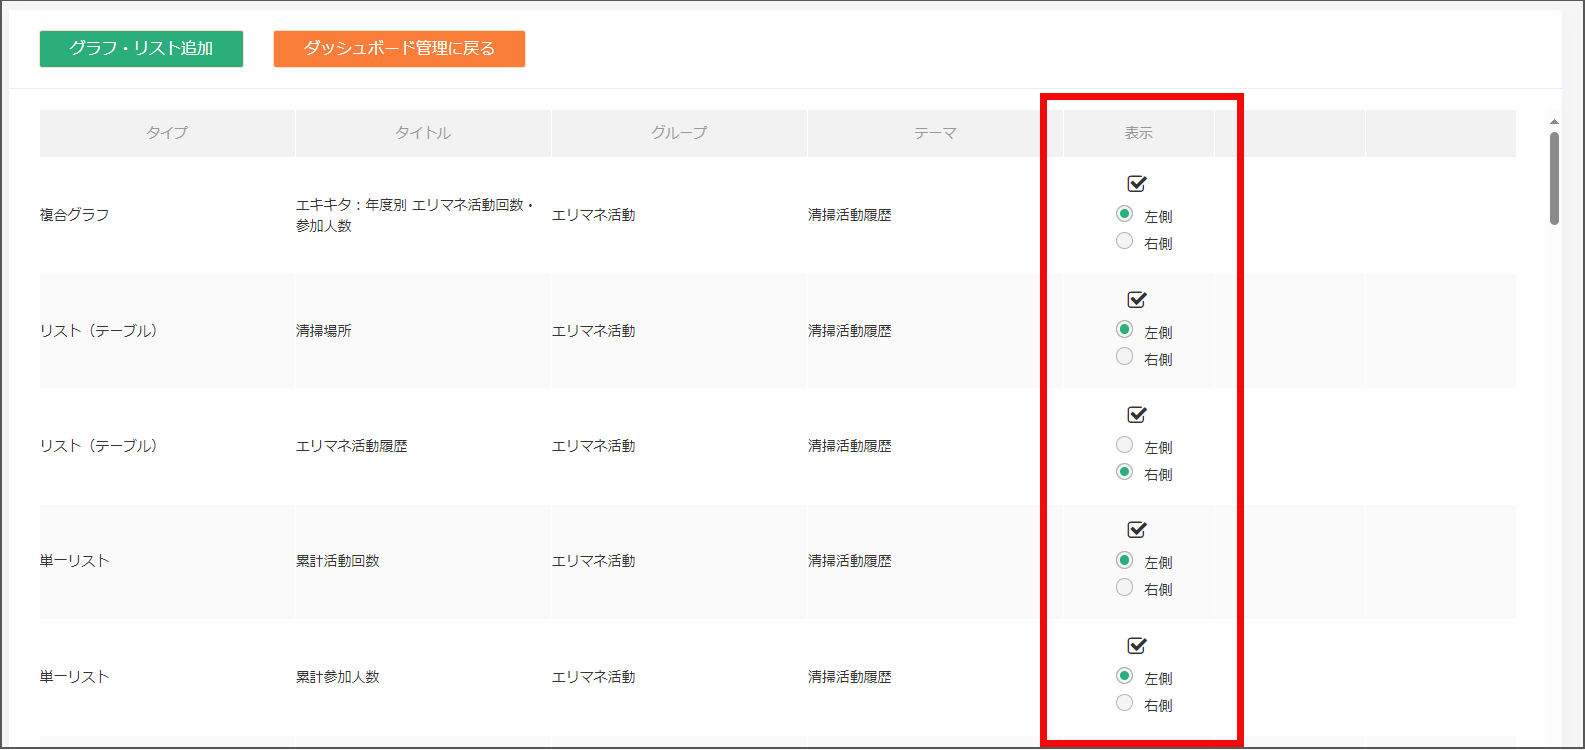 グラフ・リスト追加 ダッシュボード管理に戻る
タイプ タイトル グループ テーマ 表示
複合グラフ エキキタ：年度別 エリマネ活動回数・参加人数 エリマネ活動 清掃活動履歴 左側
右側
リスト（テーブル） 清掃場所 エリマネ活動 清掃活動履歴 左側
右側
リスト（テーブル） エリマネ活動履歴 エリマネ活動 清掃活動履歴 左側
右側
単一リスト 累計活動回数 エリマネ活動 清掃活動履歴 左側
右側
単一リスト 累計参加人数 エリマネ活動 清掃活動履歴 左側
右側